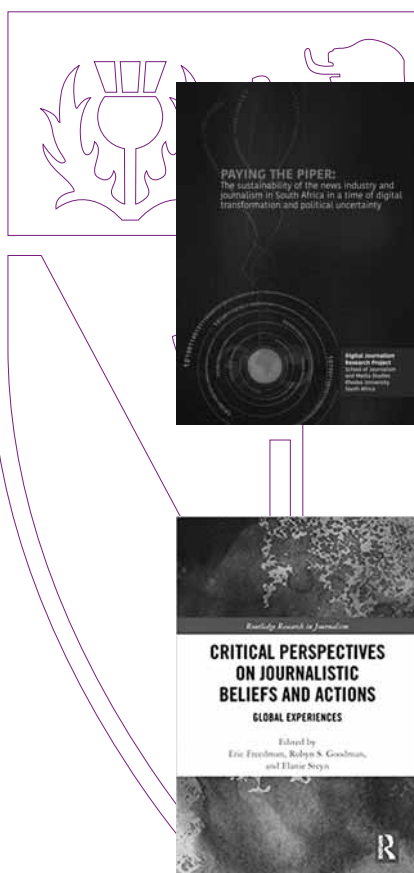 PAYING THE PIPER:
The sustainability of the news industry and
journalism in South Africa in a time of digital
transformation and political uncertainty
Digital Journalism
Research Project
School of Journalism
and Media Studies
Rhodes University
South Africa
Routledge Research in Journalism
CRITICAL PERSPECTIVES
ON JOURNALISTIC
BELIEFS AND ACTIONS
GLOBAL EXPERIENCES
Edited by
Eric Freedman, Robyn S. Goodman,
and Elanie Steyn
R